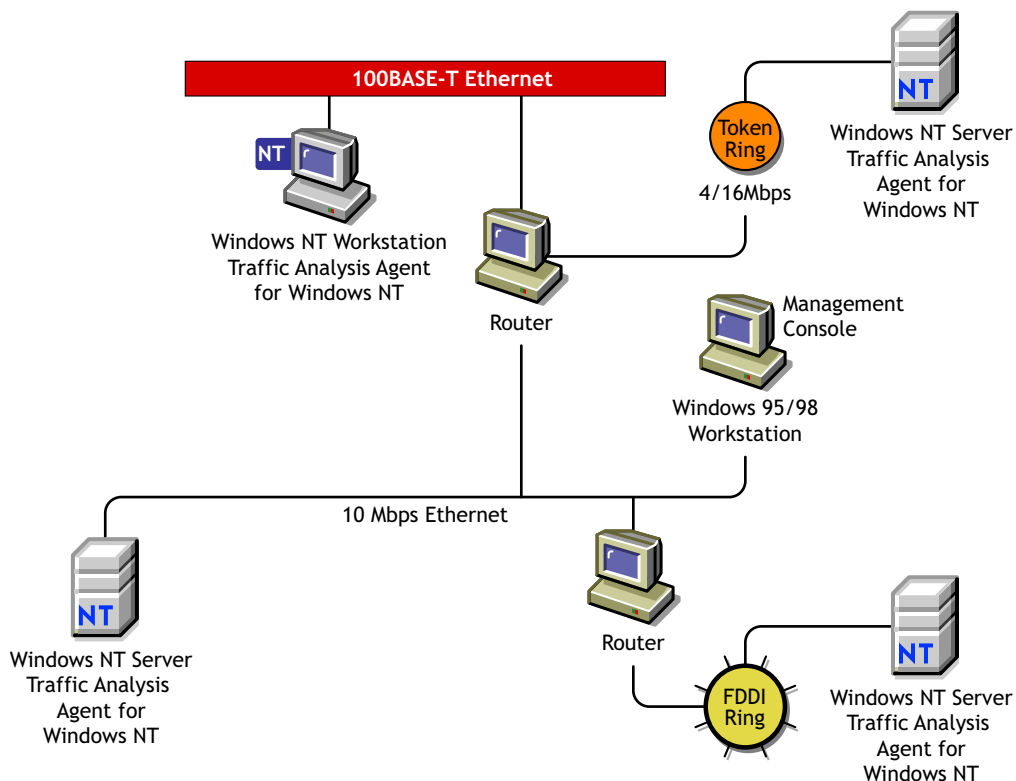 100BASE-T Ethernet
NT
Windows NT Workstation
Traffic Analysis Agent
for Windows NT
Router
Token
Ring
4/16Mbps
NT
Windows NT Server
Traffic Analysis
Agent for
Windows NT
Management
Console
Windows 95/98
Workstation
10 Mbps Ethernet
NT
Windows NT Server
Traffic Analysis
Agent for
Windows NT
Router
FDDI
Ring
NT
Windows NT Server
Traffic Analysis
Agent for
Windows NT